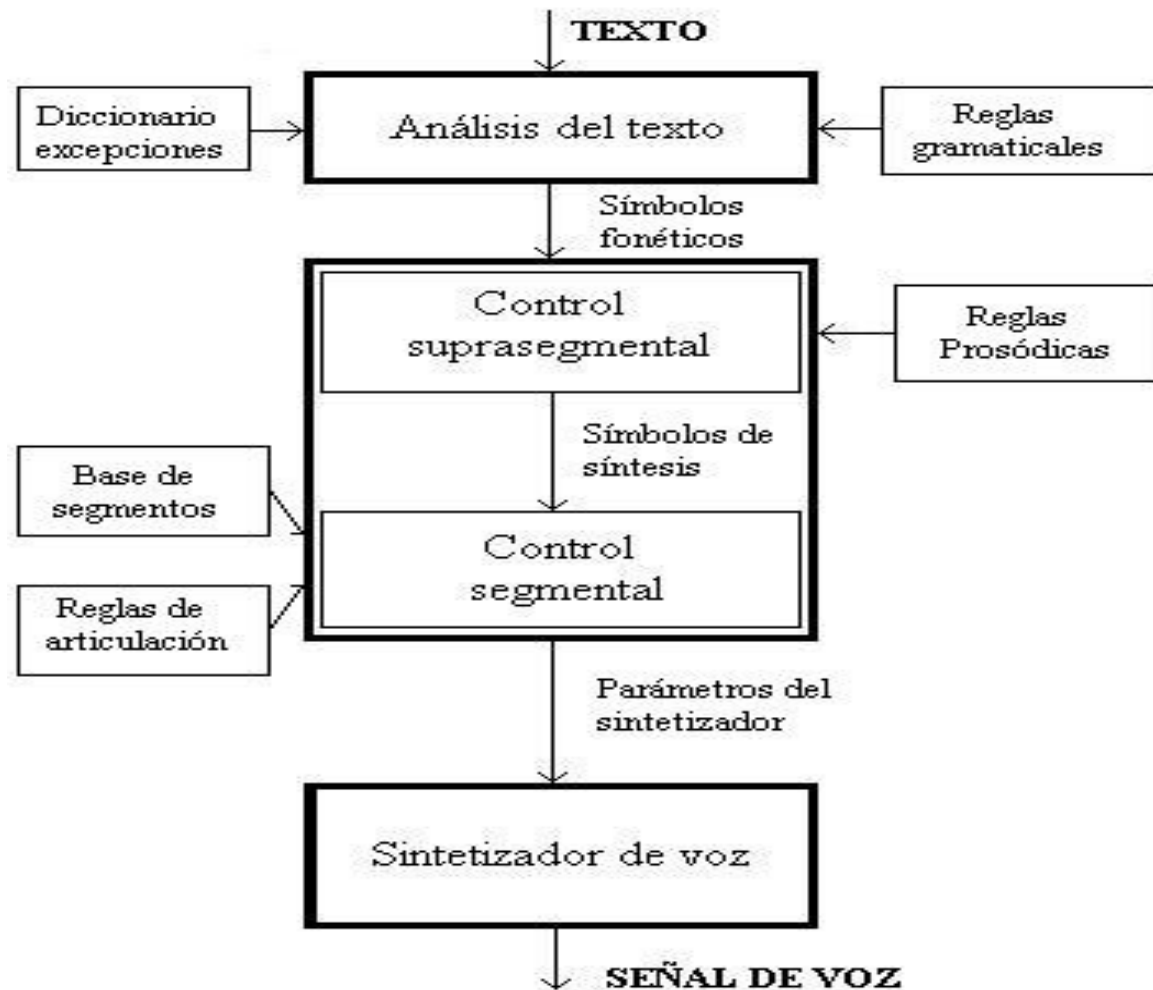 TEXTO
Diccionario
excepciones
Análisis del texto
Reglas
gramaticales
Símbolos
fonéticos
Control
suprasegmental
Reglas
Prosódicas
Símbolos de
síntesis
Base de
segmentos
Control
segmental
Reglas de
articulación
Parámetros del
sintetizador
Sintetizador de voz
SEÑAL DE VOZ